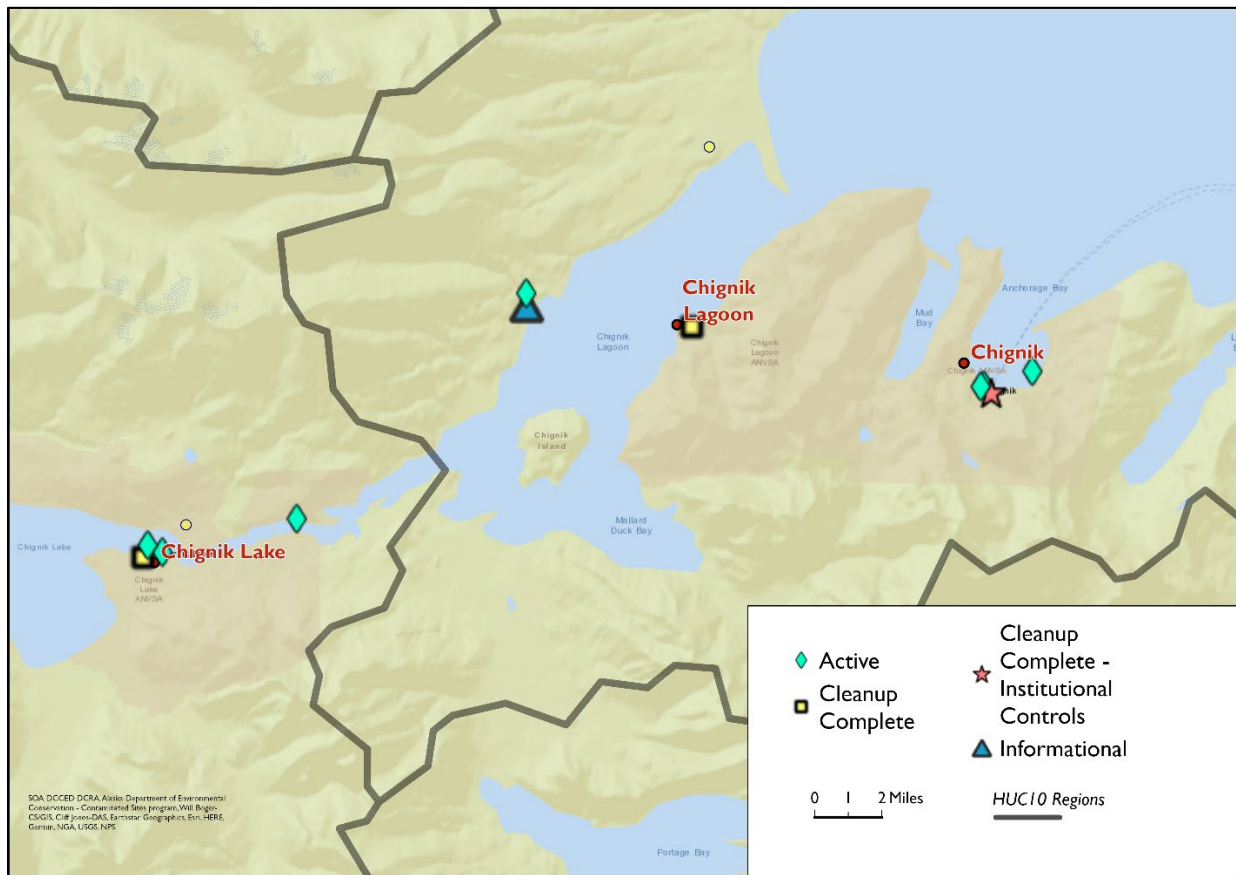 Chignik
Lagoon
Anchorage Bay
Mud
Bay
Chignik
Lagoon
Chignik
Lagoon
ANVSA
Chignik
Chignik ANVSA
nik
Chignik
Island
Mallard
Duck Bay
Chignik Lake
Chignik Lake
Chignik
Lake
ANVSA
Portage Bay
Active
Cleanup
Complete
Cleanup
Complete -
Institutional
Controls
Informational
0 1 2 Miles
HUC10 Regions
SOA DCCED DCRA, Alaska Department of Environmental
Conservation - Contaminated Sites program, Will Boger-
CS/GIS, Cliff Jones-DAS, Earthstar Geographics, Esri, HERE,
Garmin, NGA, USGS, NPS